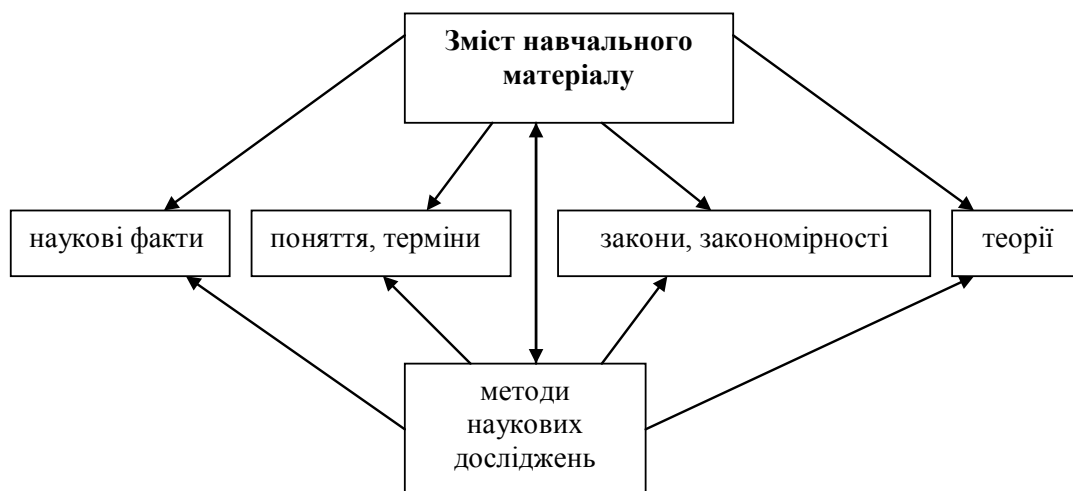 Зміст навчального
матеріалу
наукові факти
поняття, терміни
закони, закономірності
теорії
методи
наукових
досліджень